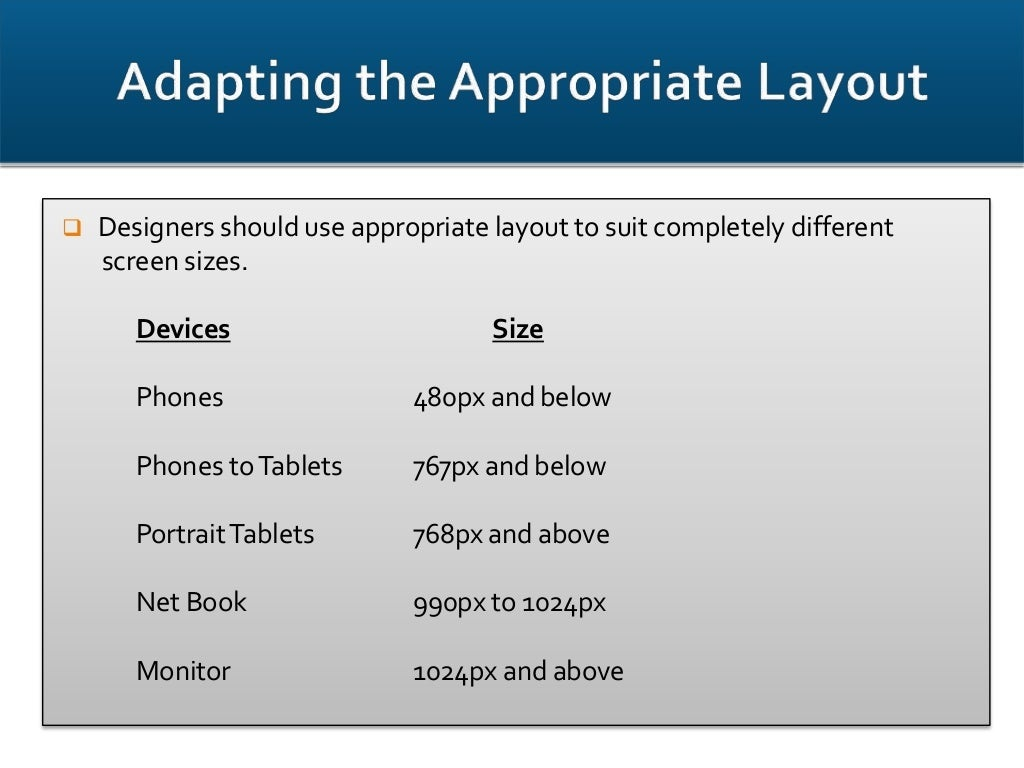 Adapting the Appropriate Layout
Designers should use appropriate layout to suit completely different
screen sizes.
Devices Size
Phones 480px and below
Phones to Tablets 767px and below
Portrait Tablets 768px and above
Net Book 990px to 1024px
Monitor 1024px and above